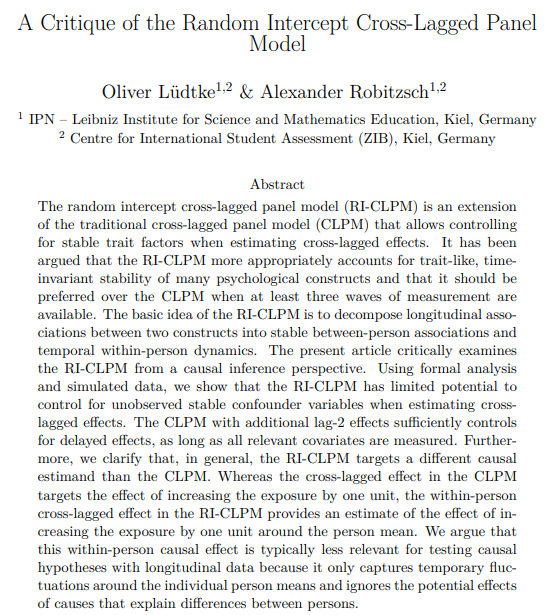 A Critique of the Random Intercept Cross-Lagged Panel
Model
Oliver Lüdtke1,2 & Alexander Robitzsch1,2
1 IPN – Leibniz Institute for Science and Mathematics Education, Kiel, Germany
2 Centre for International Student Assessment (ZIB), Kiel, Germany
Abstract
The random intercept cross-lagged panel model (RI-CLPM) is an extension
of the traditional cross-lagged panel model (CLPM) that allows controlling
for stable trait factors when estimating cross-lagged effects. It has been
argued that the RI-CLPM more appropriately accounts for trait-like, time-
invariant stability of many psychological constructs and that it should be
preferred over the CLPM when at least three waves of measurement are
available. The basic idea of the RI-CLPM is to decompose longitudinal asso-
ciations between two constructs into stable between-person associations and
temporal within-person dynamics. The present article critically examines
the RI-CLPM from a causal inference perspective. Using formal analysis
and simulated data, we show that the RI-CLPM has limited potential to
control for unobserved stable confounder variables when estimating cross-
lagged effects. The CLPM with additional lag-2 effects sufficiently controls
for delayed effects, as long as all relevant covariates are measured. Further-
more, we clarify that, in general, the RI-CLPM targets a different causal
estimand than the CLPM. Whereas the cross-lagged effect in the CLPM
targets the effect of increasing the exposure by one unit, the within-person
cross-lagged effect in the RI-CLPM provides an estimate of the effect of in-
creasing the exposure by one unit around the person mean. We argue that
this within-person causal effect is typically less relevant for testing causal
hypotheses with longitudinal data because it only captures temporary fluc-
tuations around the individual person means and ignores the potential effects
of causes that explain differences between persons.